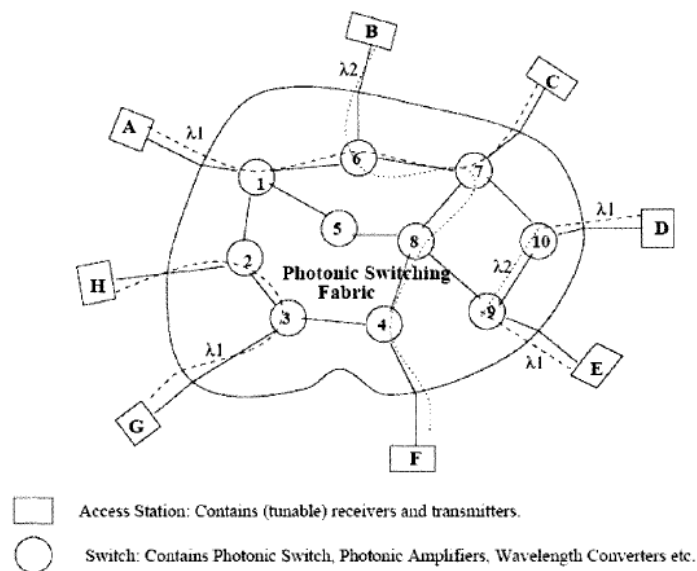 B
λ2
C
A
λ1
6
7
1
5
8
10
λ1
D
2
Photonic Switching
Fabric
λ2
H
3
4
9
λ1
E
λ1
G
F
Access Station: Contains (tunable) receivers and transmitters.
Switch: Contains Photonic Switch, Photonic Amplifiers, Wavelength Converters etc.